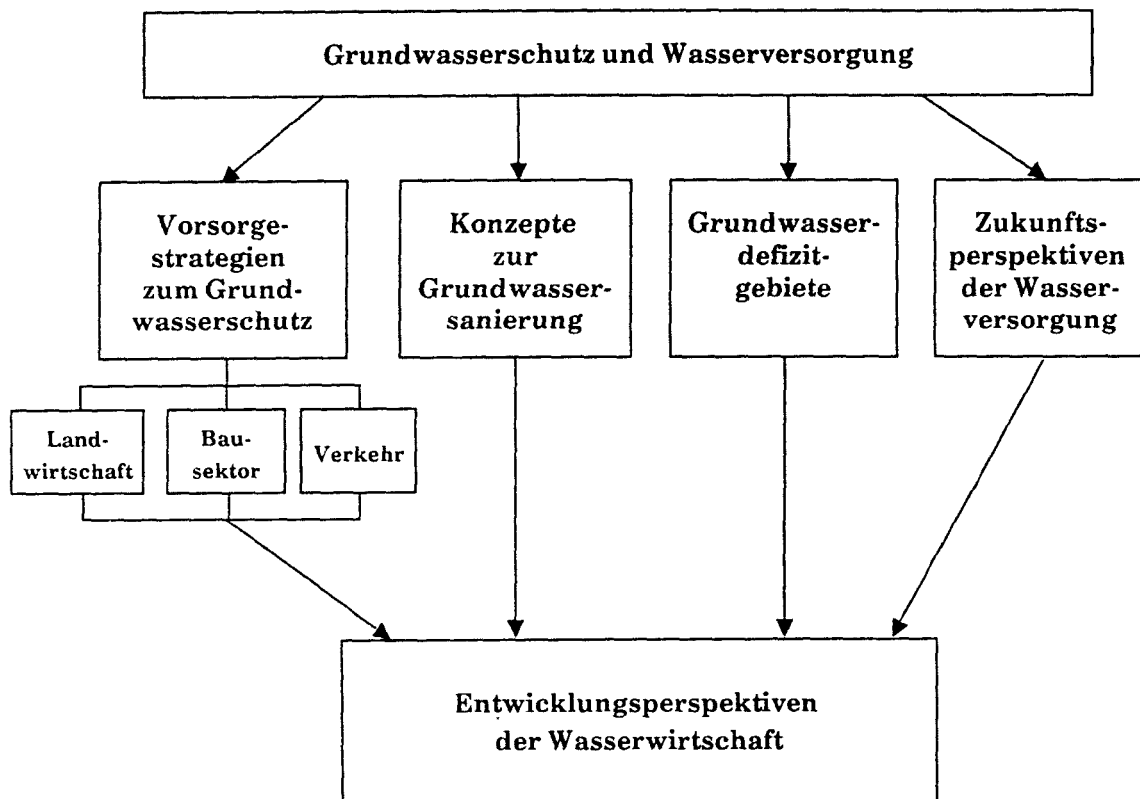 Grundwasserschutz und Wasserversorgung
Vorsorge-
strategien
zum Grund-
wasserschutz
Konzepte
zur
Grundwasser-
sanierung
Grundwasser-
defizit-
gebiete
Zukunfts-
perspektiven
der Wasser-
versorgung
Land-
wirtschaft
Bau-
sektor
Verkehr
Entwicklungsperspektiven
der Wasserwirtschaft